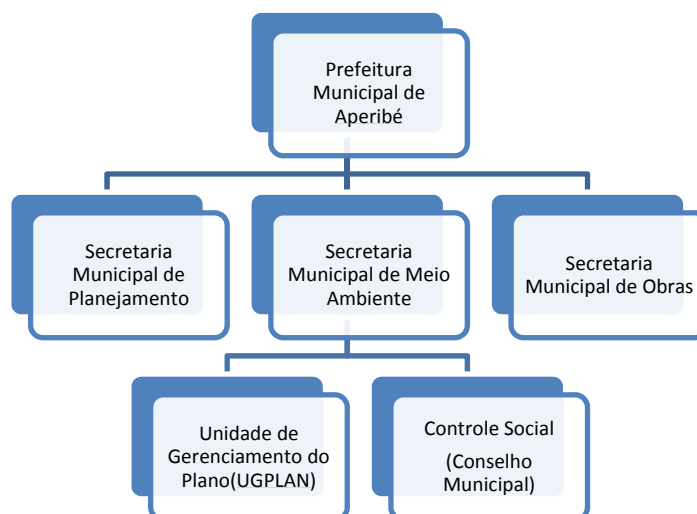 Prefeitura
Municipal de
Aperibé
Secretaria
Municipal de
Planejamento
Secretaria
Municipal de Meio
Ambiente
Secretaria
Municipal de Obras
Unidade de
Gerenciamento do
Plano(UGPLAN)
Controle Social
(Conselho
Municipal)